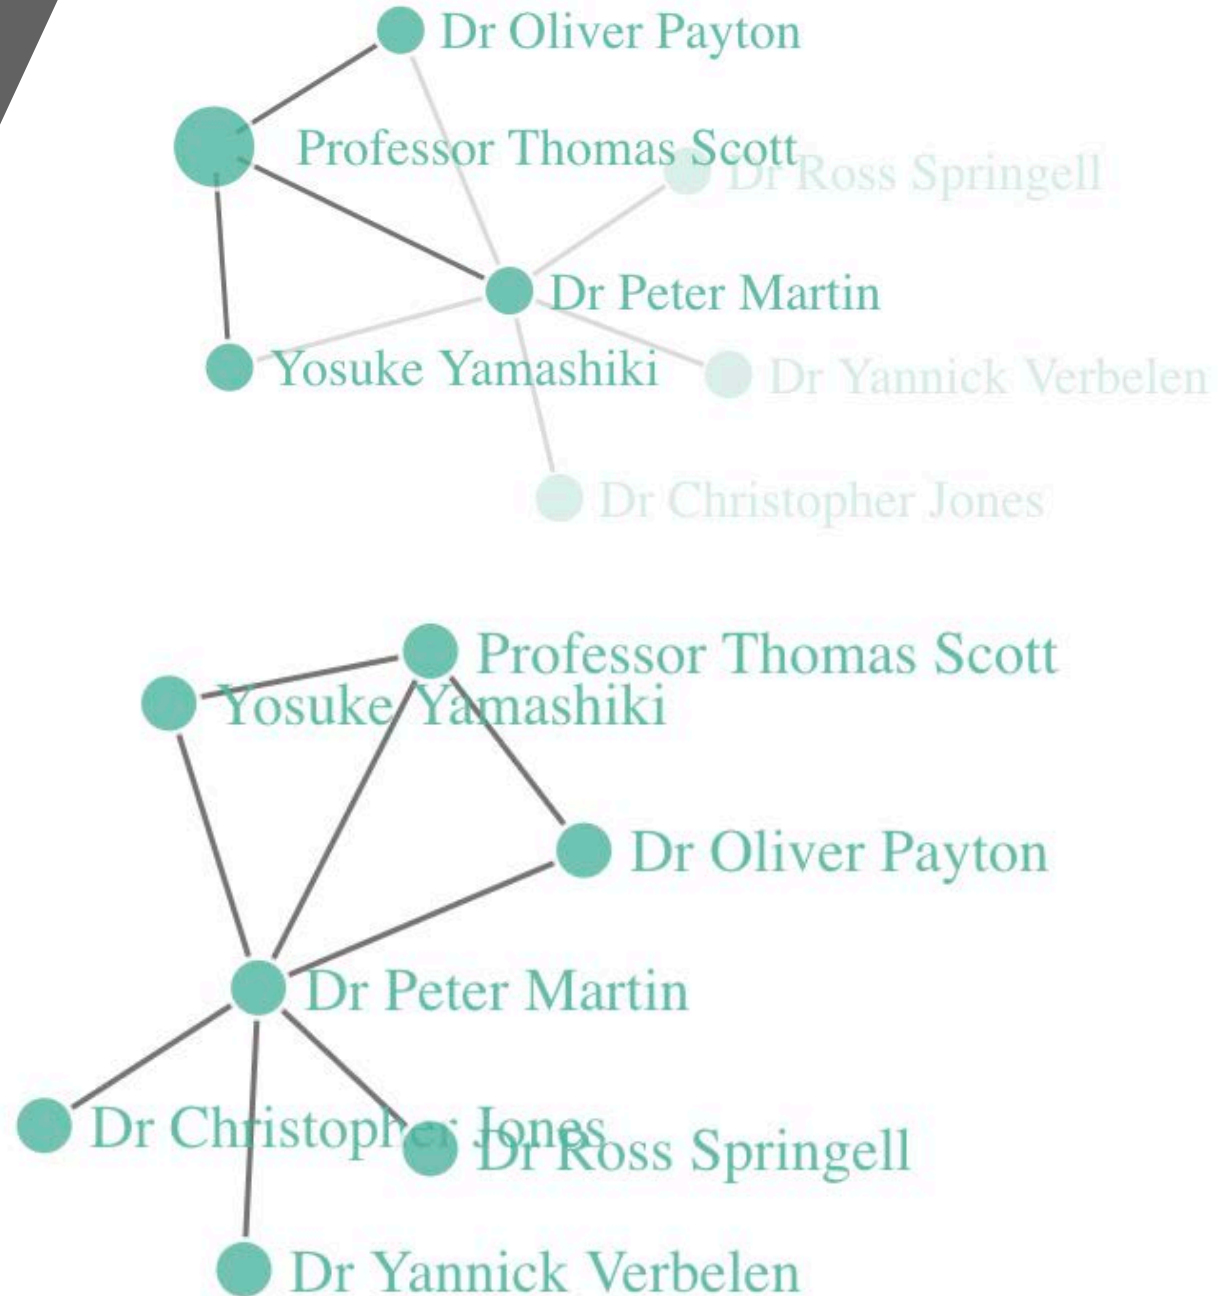 Dr Oliver Payton
Professor Thomas Scott
Dr Ross Springell
Dr Peter Martin
Yosuke Yamashiki
Dr Yannick Verbelen
Dr Christopher Jones
Professor Thomas Scott
Yosuke Yamashiki
Dr Oliver Payton
Dr Peter Martin
Dr Christopher Jones
Dr Ross Springell
Dr Yannick Verbelen